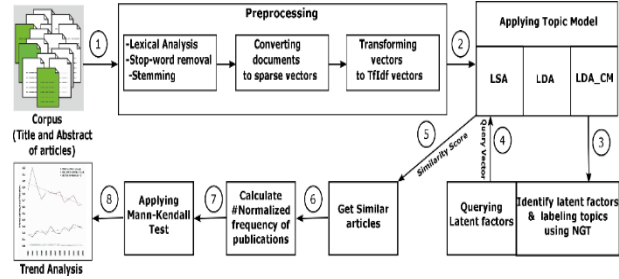 Preprocessing
1
-Lexical Analysis
-Stop-word removal
-Stemming
Converting
documents
to sparse vectors
Transforming
vectors
to TfIdf vectors
2
Applying Topic Model
LSA
LDA
LDA_CM
Corpus
(Title and Abstract
of articles)
3
Identify latent factors
& labeling topics
using NGT
Querying
Latent factors
4
Query Vector
5
Similarity Score
Get Similar
articles
6
Calculate
#Normalized
frequency of
publications
7
Applying
Mann-Kendall
Test
8
Trend Analysis